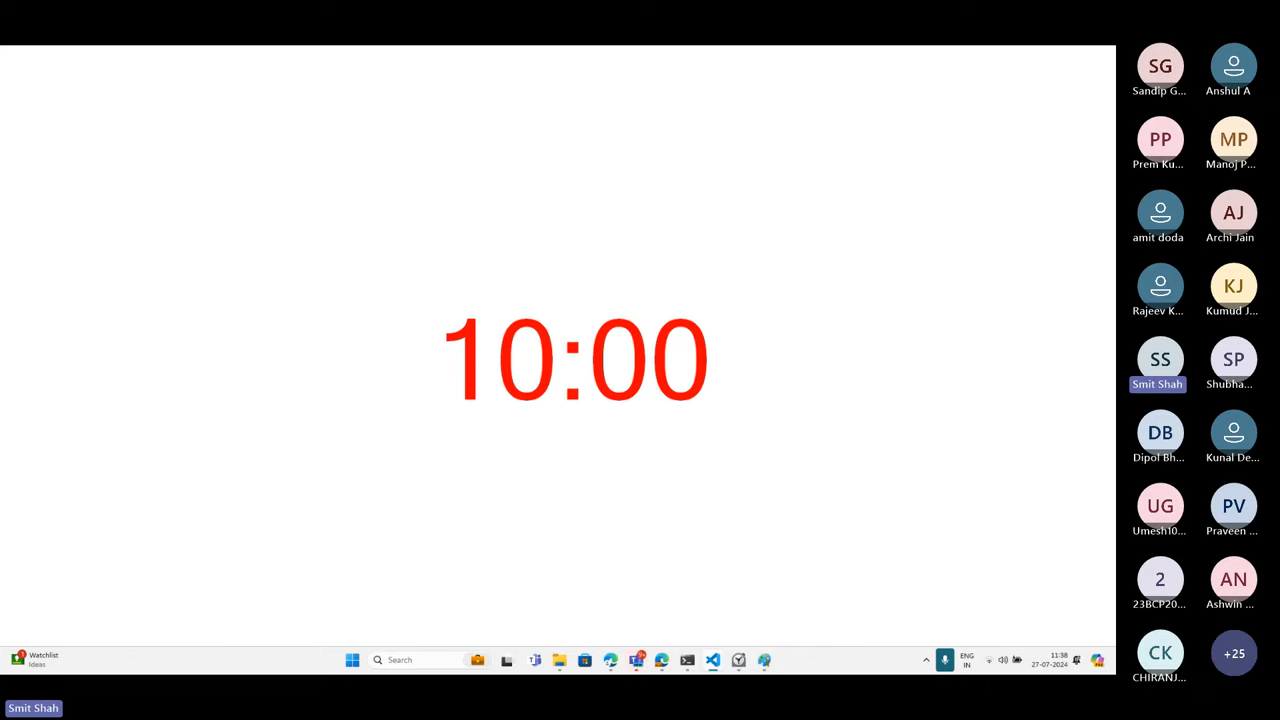 SG
Sandip G...
Anshul A
PP
Prem Ku...
MP
Manoj P...
amit doda
AJ
Archi Jain
Rajeev K...
KJ
Kumud J...
10:00
SS
Smit Shah
SP
Shubha...
DB
Dipol Bh...
Kunal De...
UG
Umesh10...
PV
Praveen ...
2
23BCP20...
AN
Ashwin ...
CK
CHIRANJ...
+25
Watchlist
Ideas
Search
ENG
IN
11:38
27-07-2024
Smit Shah